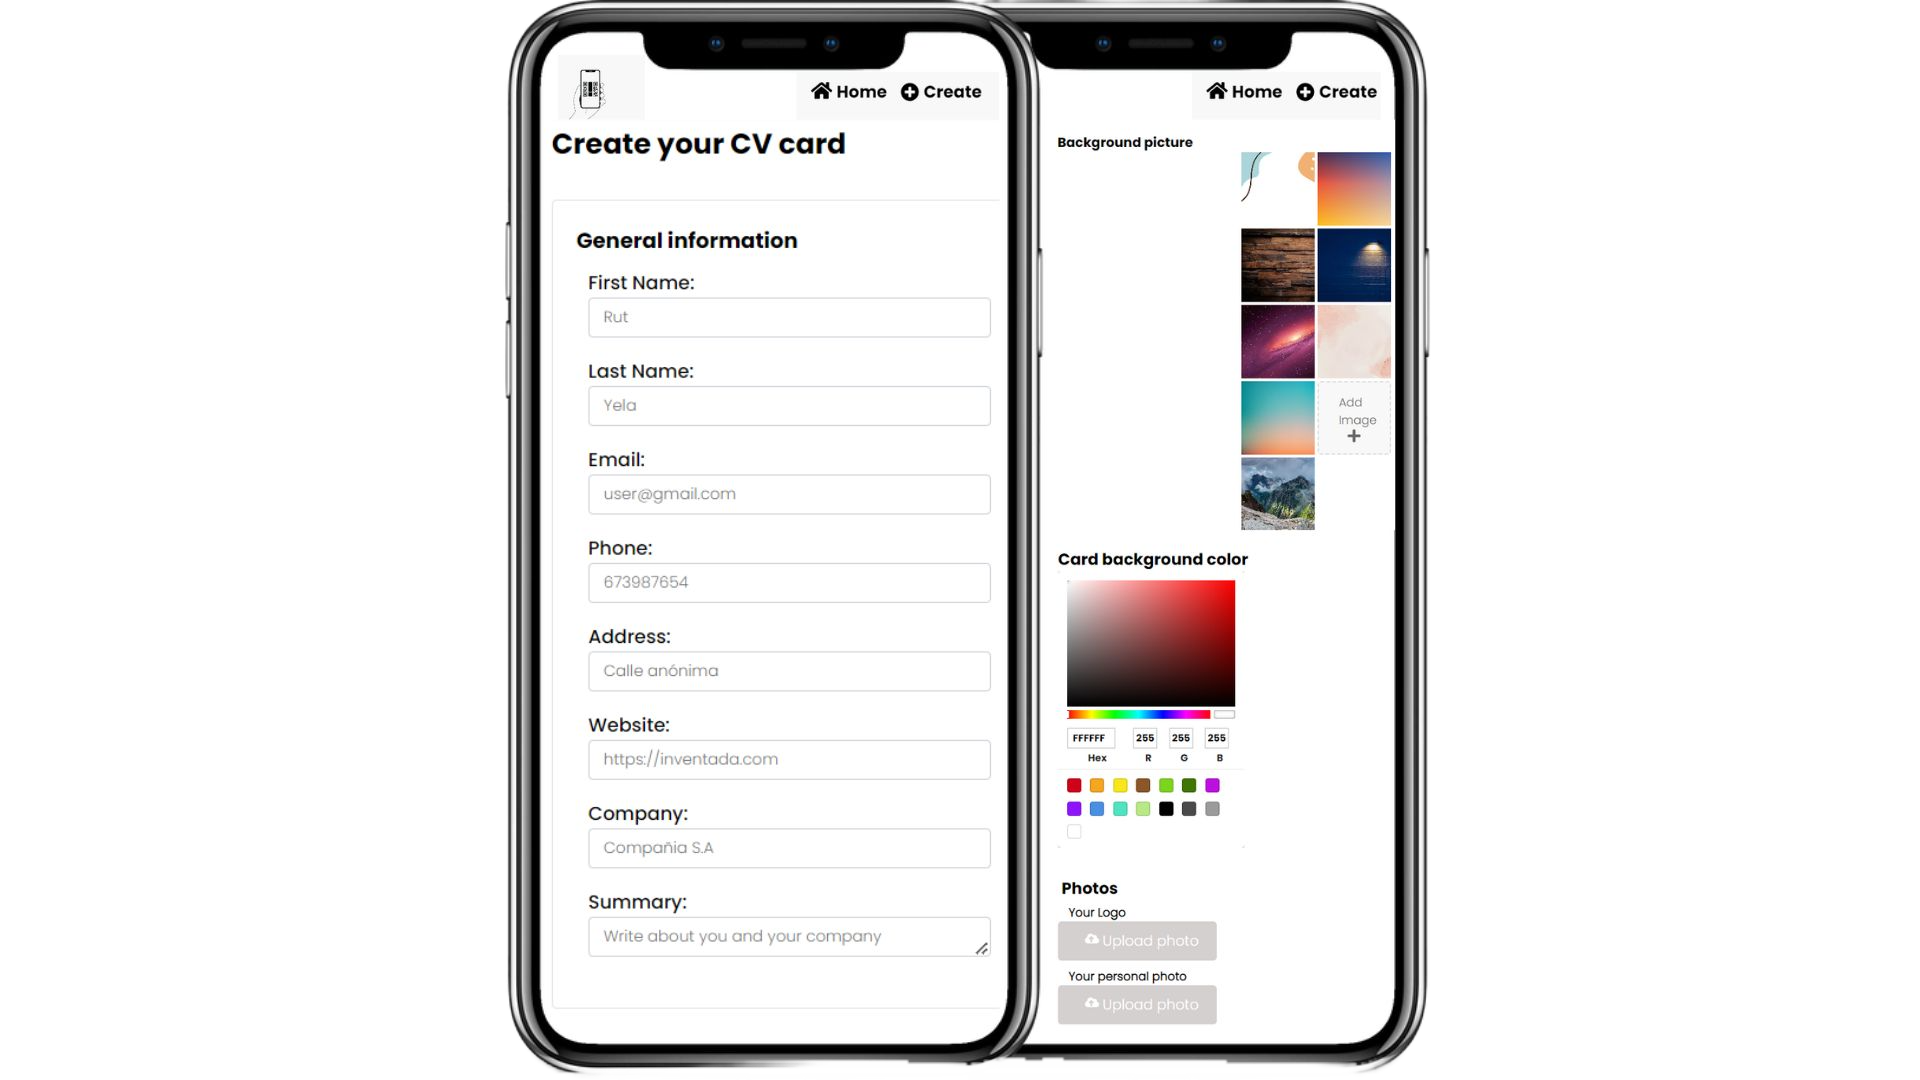 Home Create
Create your CV card
General information
First Name:
Rut
Last Name:
Yela
Email:
user@gmail.com
Phone:
673987654
Address:
Calle anónima
Website:
https://inventada.com
Company:
Compañia S.A
Summary:
Write about you and your company
Home Create
Background picture
Add
Image
Card background color
FFFFFF 255 255 255
Hex R G B
Photos
Your Logo
Upload photo
Your personal photo
Upload photo